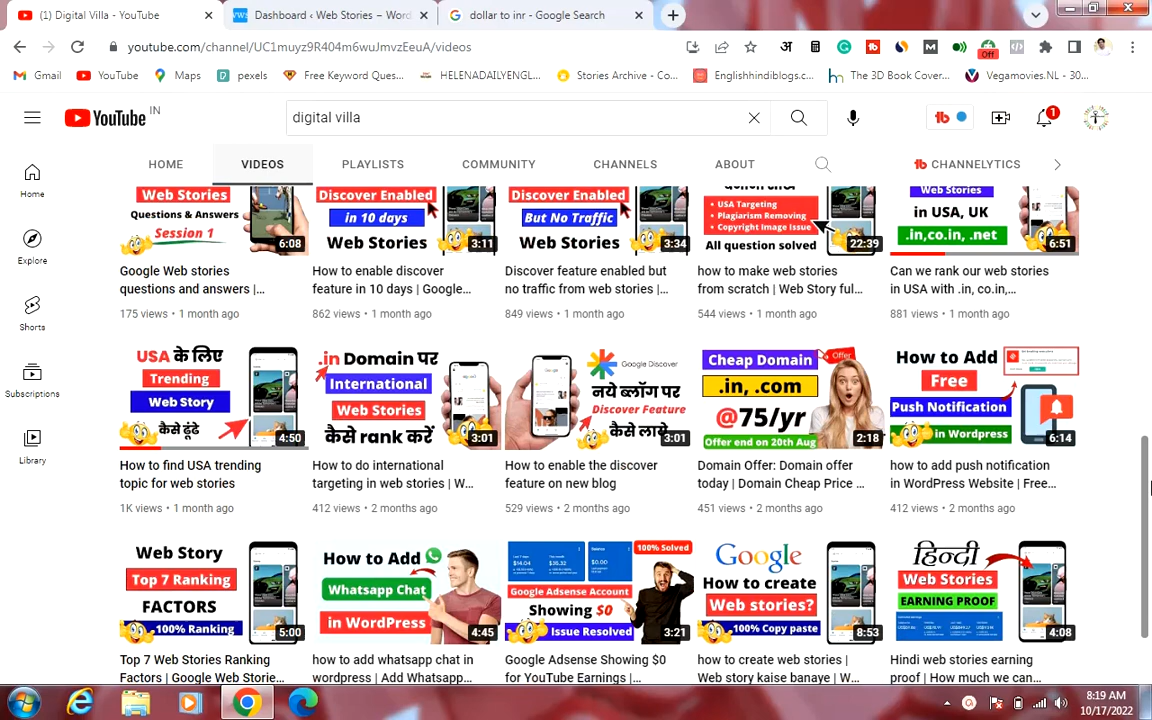 (1) Digital Villa - YouTube
Dashboard ‹ Web Stories – Word
dollar to inr - Google Search
youtube.com/channel/UC1muyz9R404m6wuJmvzEeuA/videos
Gmail YouTube Maps pexels Free Keyword Ques... HELENADAILYENGL... Stories Archive - Co... Englishhindiblogs.c... The 3D Book Cover... Vegamovies.NL - 30...
YouTube IN
digital villa
1
HOME VIDEOS PLAYLISTS COMMUNITY CHANNELS ABOUT CHANNELYTICS
Home
Explore
Shorts
Subscriptions
Library
Web Stories
Questions & Answers
Session 1
6:08
Discover Enabled
in 10 days
Web Stories
3:11
Discover Enabled
But No Traffic
Web Stories
3:34
• USA Targeting
• Plagiarism Removing
• Copyright image Issue
All question solved
22:39
Web Stories
in USA, UK
.in,co.in, .net
6:51
Google Web stories
questions and answers |...
175 views • 1 month ago
How to enable discover
feature in 10 days | Google...
862 views • 1 month ago
Discover feature enabled but
no traffic from web stories |...
849 views • 1 month ago
how to make web stories
from scratch | Web Story ful...
544 views • 1 month ago
Can we rank our web stories
in USA with .in, co.in,...
881 views • 1 month ago
USA के लिए
Trending
Web Story
कैसे ढूंढे
4:50
.in Domain पर
International
Web Stories
कैसे rank करें
3:01
Google Discover
नये ब्लॉग पर
Discover Feature
कैसे लाये
3:01
Cheap Domain
Offer
.in, .com
@75/yr
Offer end on 20th Aug
2:18
How to Add
Free
Push Notification
in Wordpress
6:14
How to find USA trending
topic for web stories
1K views • 1 month ago
How to do international
targeting in web stories | W...
412 views • 2 months ago
How to enable the discover
feature on new blog
529 views • 2 months ago
Domain Offer: Domain offer
today | Domain Cheap Price ...
451 views • 2 months ago
how to add push notification
in WordPress Website | Free...
412 views • 2 months ago
Web Story
Top 7 Ranking
FACTORS
100% Ranking
5:00
How to Add
Whatsapp Chat
in WordPress
4:45
100% Solved
Google Adsense Account
Showing $0
Issue Resolved
3:21
Google
How to create
Web stories?
100% Copy paste
8:53
हिन्दी
Web Stories
EARNING PROOF
4:08
Top 7 Web Stories Ranking
Factors | Google Web Storie...
how to add whatsapp chat in
wordpress | Add Whatsapp...
Google Adsense Showing $0
for YouTube Earnings |...
how to create web stories |
Web story kaise banaye | W...
Hindi web stories earning
proof | How much we can...
8:19 AM
10/17/2022